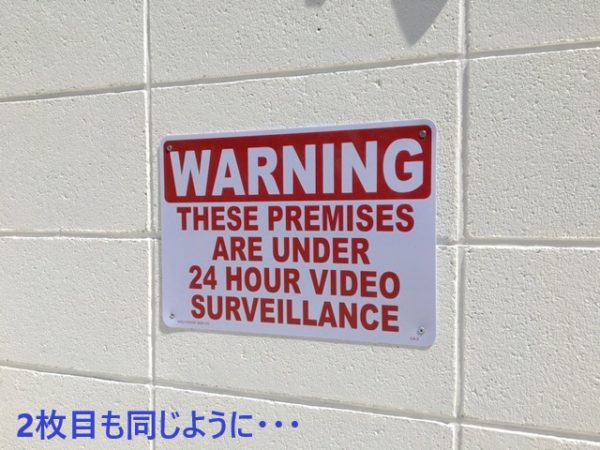 WARNING
THESE PREMISES
ARE UNDER
24 HOUR VIDEO
SURVEILLANCE
2枚目も同じように・・・